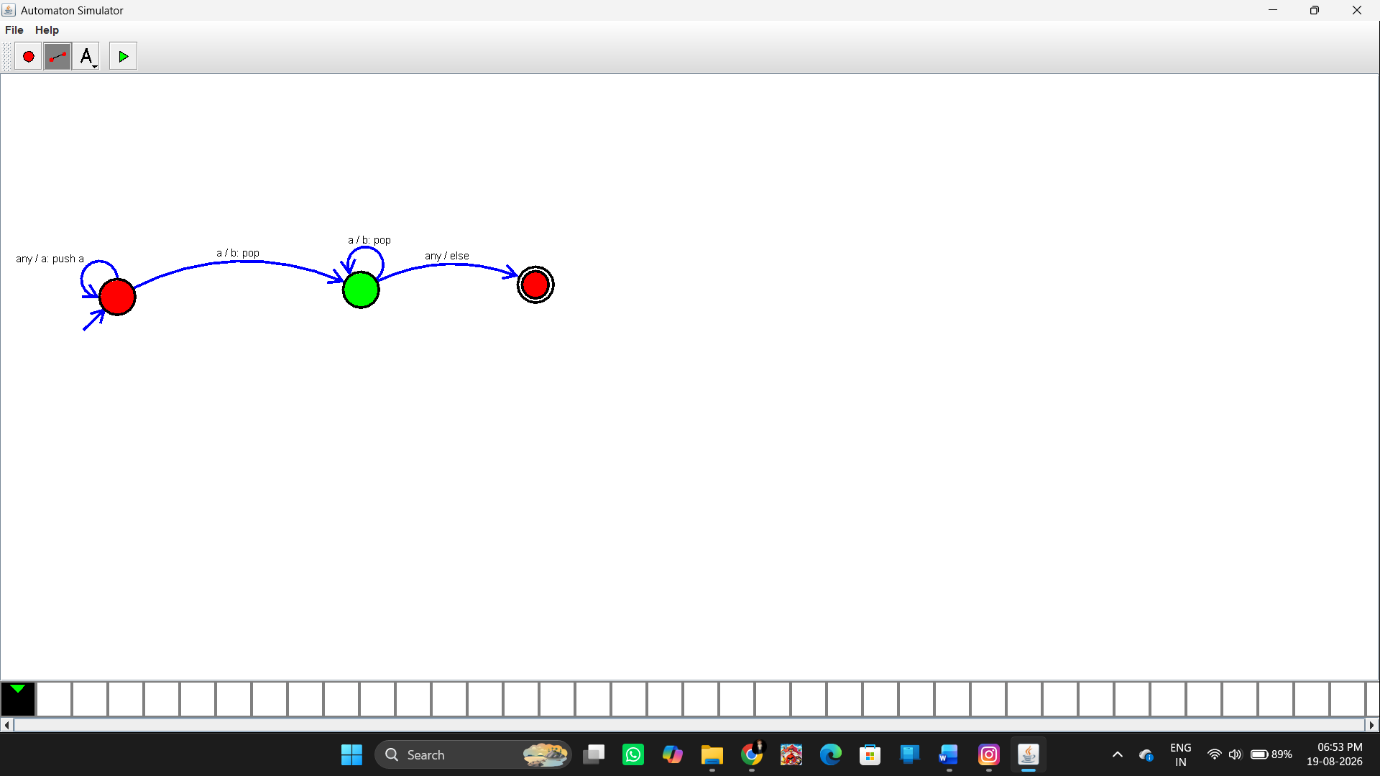 Automaton Simulator
File Help
A
a / b: pop
a / b: pop
any / else
any / a: push a
Search
ENG
IN
89%
06:53 PM
19-08-2026